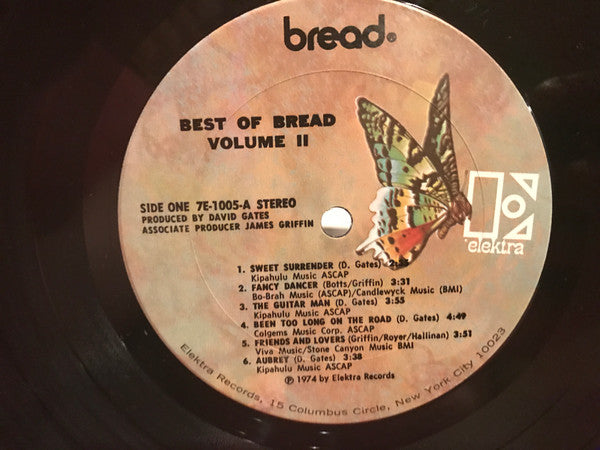 bread.
BEST OF BREAD
VOLUME II
SIDE ONE 7E-1005-A STEREO
PRODUCED BY DAVID GATES
ASSOCIATE PRODUCER JAMES GRIFFIN
elektra
1. SWEET SURRENDER (D. Gates)
Kipahulu Music ASCAP
2. FANCY DANCER (Botts/Griffin) 3:31
Bo-Brah Music (ASCAP)/Candlewyck Music (BMI)
3. THE GUITAR MAN (D. Gates) 3:55
Kipahulu Music ASCAP
4. BEEN TOO LONG ON THE ROAD (D. Gates) 4:49
Colgems Music Corp. ASCAP
5. FRIENDS AND LOVERS (Griffin/Royer/Hallinan) 3:51
Viva Music/Stone Canyon Music BMI
6. AUBREY (D. Gates) 3:38
Kipahulu Music ASCAP
℗ 1974 by Elektra Records
Elektra Records, 15 Columbus Circle, New York City 10023